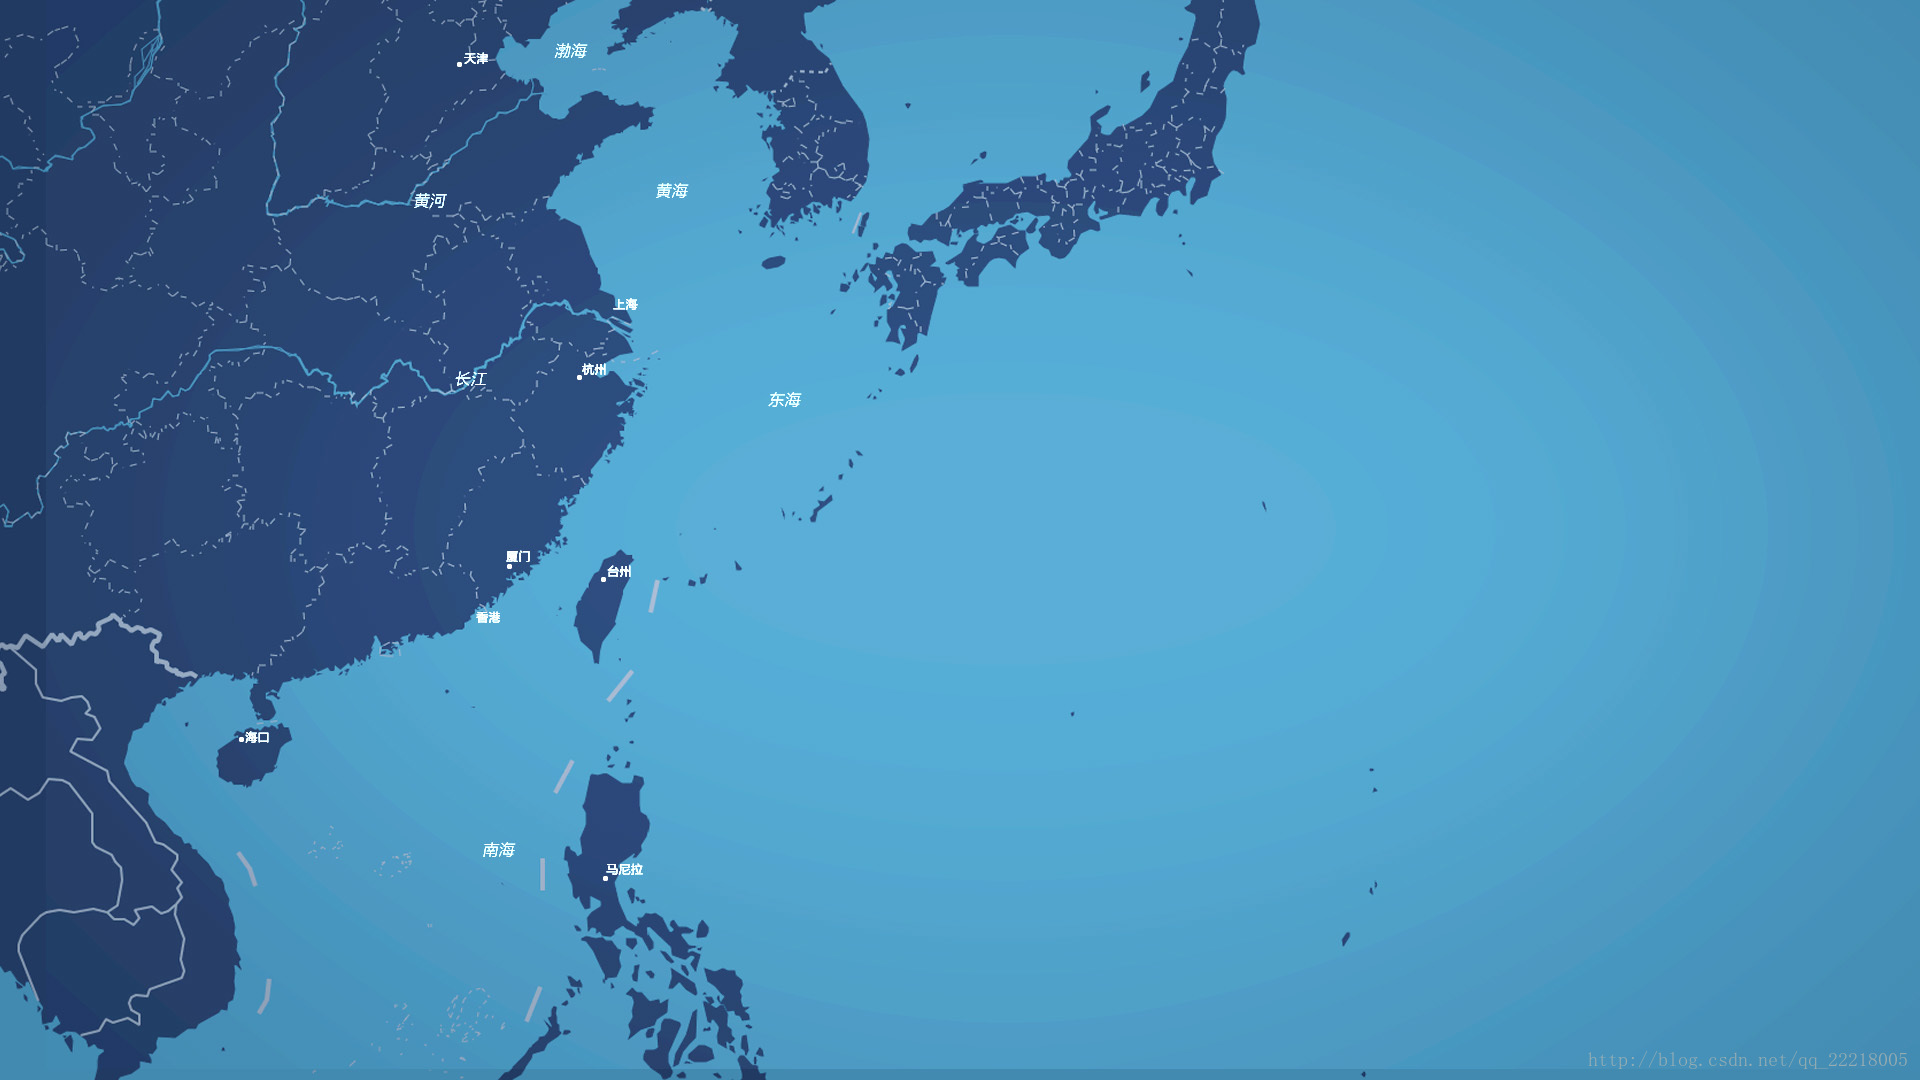 渤海
天津
黄海
黄河
上海
杭州
长江
东海
厦门
台州
香港
海口
南海
马尼拉
http://blog.csdn.net/qq_22218005